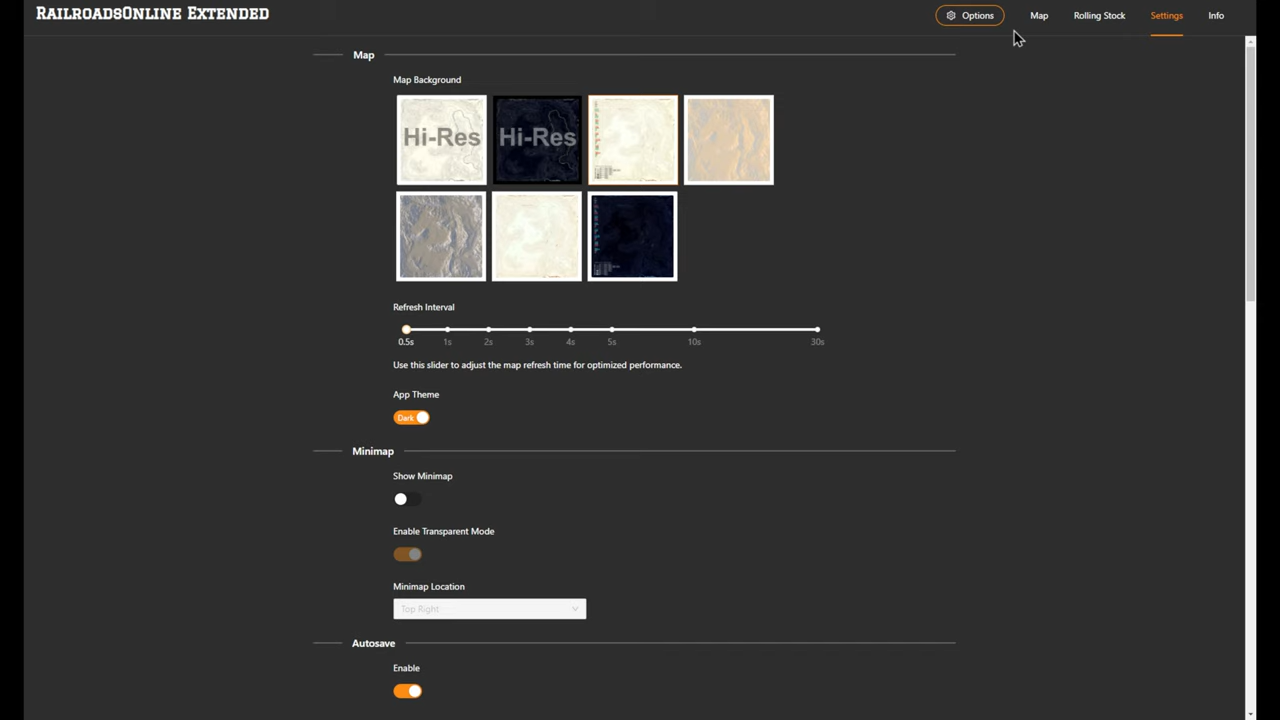 RailroadsOnline Extended
Options
Map
Rolling Stock
Settings
Info
Map
Map Background
Hi-Res
Hi-Res
Refresh Interval
0.5s
1s
2s
3s
4s
5s
10s
30s
Use this slider to adjust the map refresh time for optimized performance.
App Theme
Dark
Minimap
Show Minimap
Enable Transparent Mode
Minimap Location
Top Right
Autosave
Enable